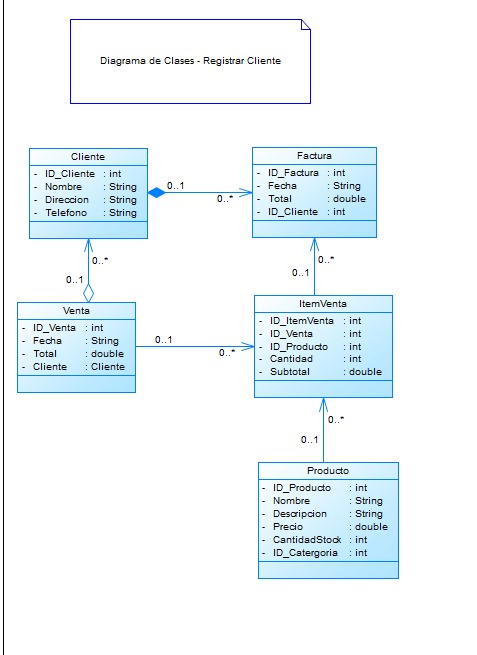 Diagrama de Clases - Registrar Cliente
Cliente
- ID_Cliente : int
- Nombre : String
- Direccion : String
- Telefono : String
0..1
0..*
Factura
- ID_Factura : int
- Fecha : String
- Total : double
- ID_Cliente : int
0..*
0..1
0..*
0..1
Venta
- ID_Venta : int
- Fecha : String
- Total : double
- Cliente : Cliente
0..1
0..*
ItemVenta
- ID_ItemVenta : int
- ID_Venta : int
- ID_Producto : int
- Cantidad : int
- Subtotal : double
0..*
0..1
Producto
- ID_Producto : int
- Nombre : String
- Descripcion : String
- Precio : double
- CantidadStock : int
- ID_Catergoria : int